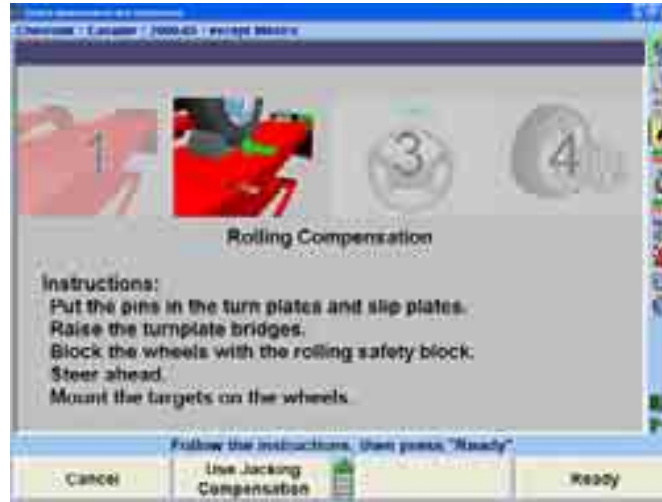 Chevrolet : Cavalier : 2000-05 : except Mexico
1
3
4
Rolling Compensation
Instructions:
Put the pins in the turn plates and slip plates.
Raise the turnplate bridges.
Block the wheels with the rolling safety block.
Steer ahead.
Mount the targets on the wheels.
Follow the instructions, then press "Ready"
Cancel
Use Jacking
Compensation
Ready